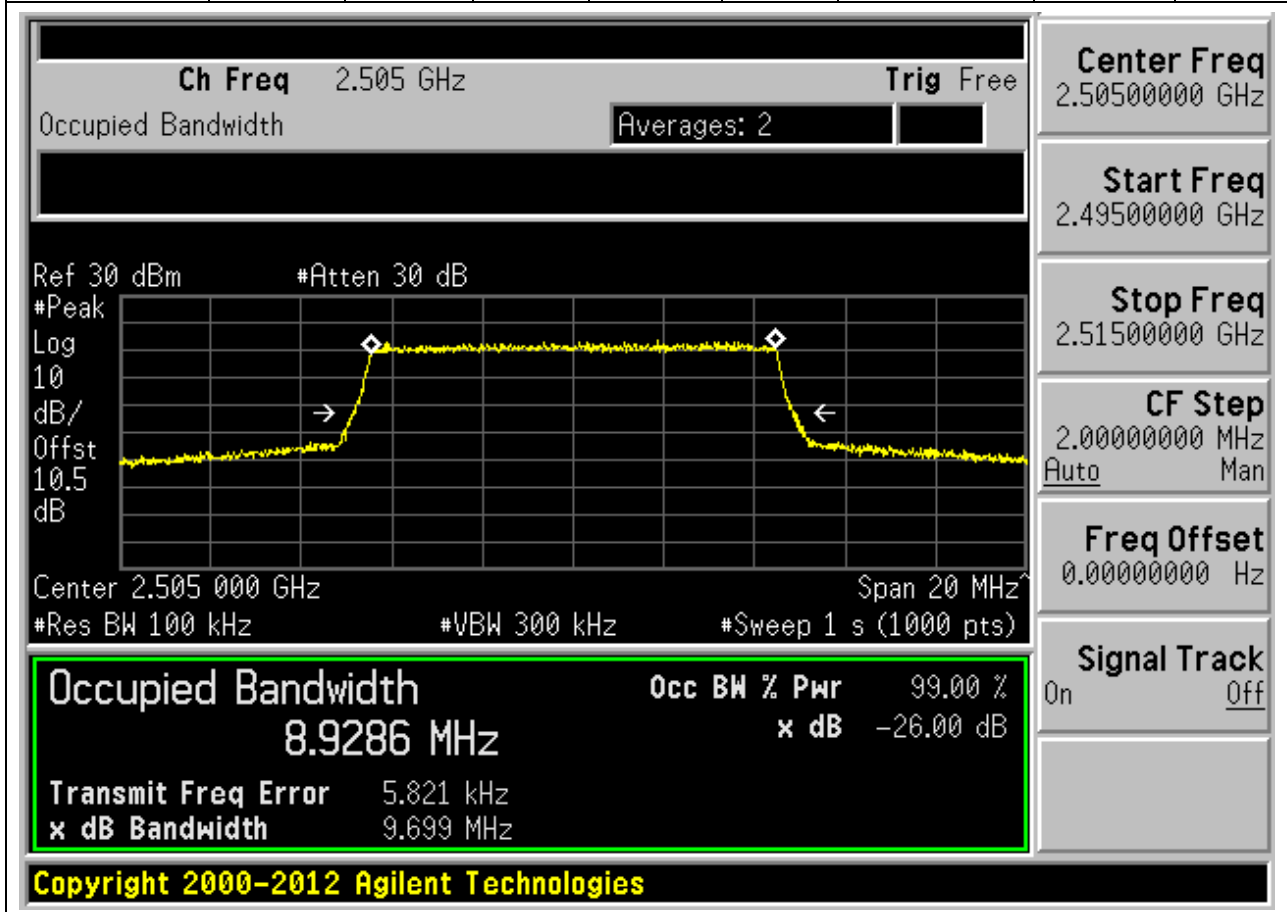 Ch Freq 2.505 GHz Trig Free
Occupied Bandwidth Averages: 2
Ref 30 dBm #Atten 30 dB
#Peak
Log
10
dB/
Offst
10.5
dB
Center 2.505 000 GHz Span 20 MHz^
#Res BW 100 kHz #VBW 300 kHz #Sweep 1 s (1000 pts)
Occupied Bandwidth Occ BW % Pwr 99.00 %
8.9286 MHz x dB -26.00 dB
Transmit Freq Error 5.821 kHz
x dB Bandwidth 9.699 MHz
Copyright 2000-2012 Agilent Technologies
Center Freq
2.50500000 GHz
Start Freq
2.49500000 GHz
Stop Freq
2.51500000 GHz
CF Step
2.00000000 MHz
Auto Man
Freq Offset
0.00000000 Hz
Signal Track
On Off